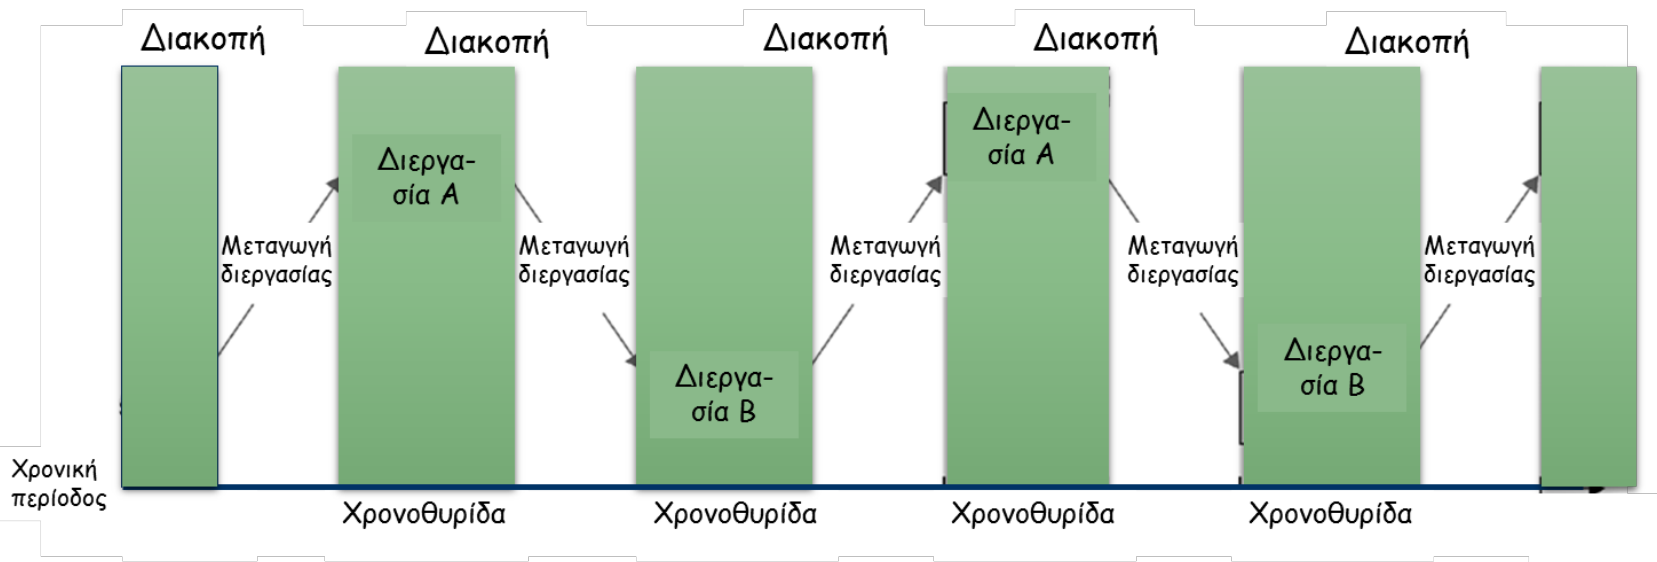 Διακοπή
Διακοπή
Διακοπή
Διακοπή
Διακοπή
Διεργα-
σία Α
Διεργα-
σία Β
Διεργα-
σία Α
Διεργα-
σία Β
Μεταγωγή
διεργασίας
Μεταγωγή
διεργασίας
Μεταγωγή
διεργασίας
Μεταγωγή
διεργασίας
Μεταγωγή
διεργασίας
Χρονική
περίοδος
Χρονοθυρίδα
Χρονοθυρίδα
Χρονοθυρίδα
Χρονοθυρίδα